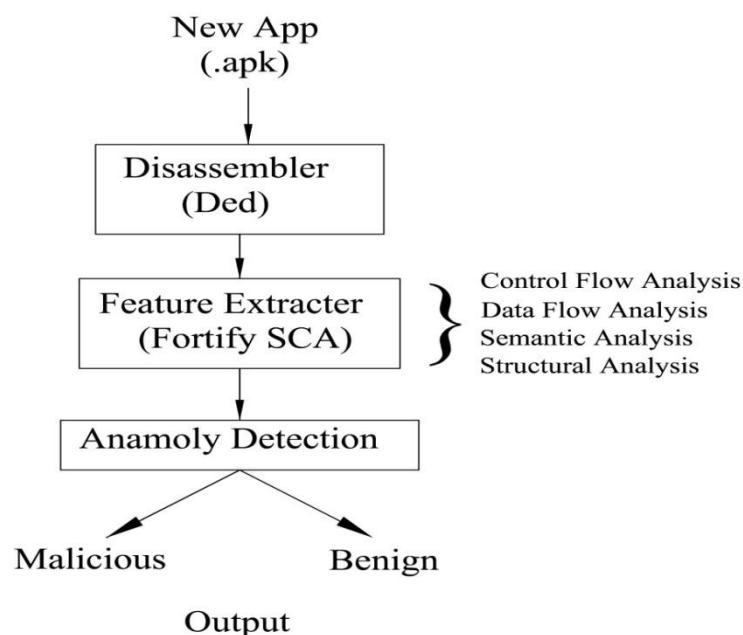 New App
(.apk)
Disassembler
(Ded)
Feature Extracter
(Fortify SCA)
Control Flow Analysis
Data Flow Analysis
Semantic Analysis
Structural Analysis
Anamoly Detection
Malicious
Benign
Output